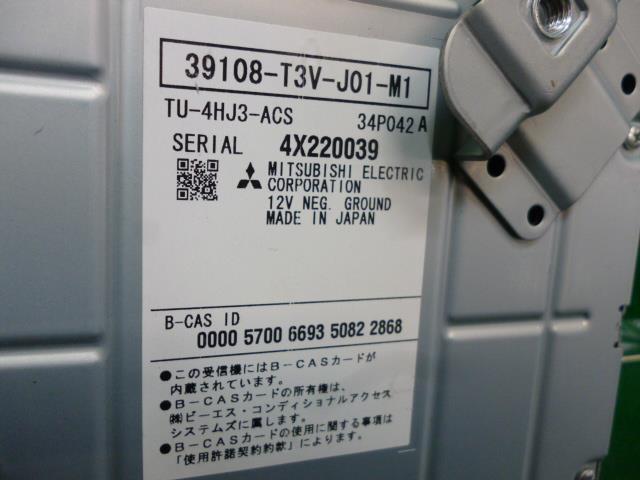 39108-T3V-J01-M1
TU-4HJ3-ACS 34P042 A
SERIAL 4X220039
MITSUBISHI ELECTRIC
CORPORATION
12V NEG. GROUND
MADE IN JAPAN
B-CAS ID
0000 5700 6693 5082 2868
●この受信機にはB-CASカードが
内蔵されています。
●B-CASカードの所有権は、
㈱ビーエス・コンディショナルアクセス
システムズに属します。
●B-CASカードの使用に関する事項は
「使用許諾契約約款」によります。